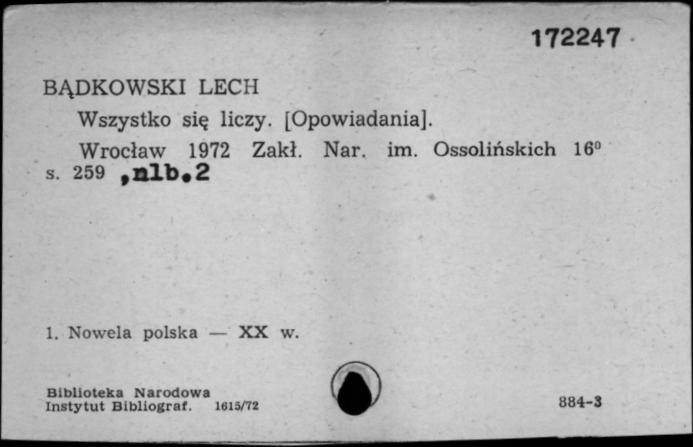 172247
BĄDKOWSKI LECH
Wszystko się liczy. [Opowiadania].
Wrocław 1972 Zakł. Nar. im. Ossolińskich 16⁰
s. 259 ,nlb.2
1. Nowela polska — XX w.
Biblioteka Narodowa
Instytut Bibliograf. 1615/72
884-3